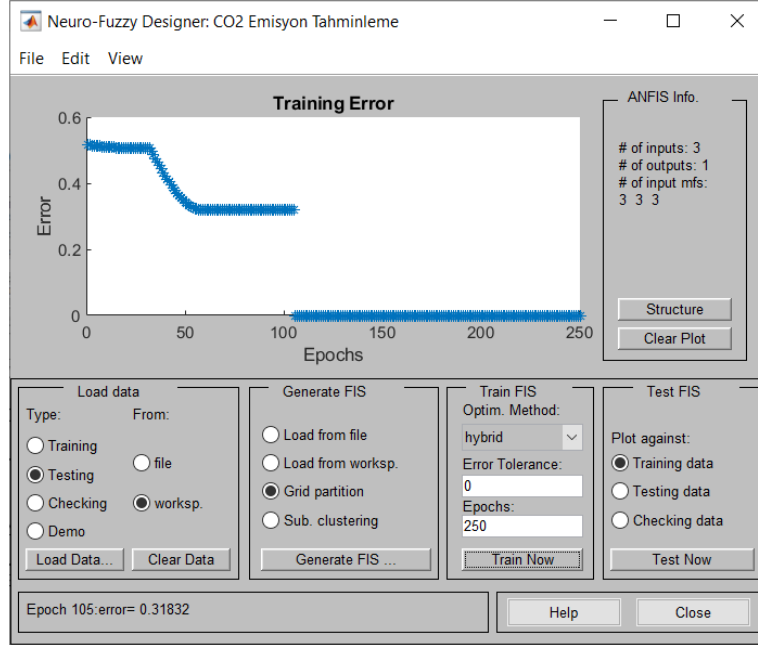 Neuro-Fuzzy Designer: CO2 Emisyon Tahminleme
File Edit View
Training Error
0.6
0.4
0.2
0
Error
0 50 100 150 200 250
Epochs
ANFIS Info.
# of inputs: 3
# of outputs: 1
# of input mfs:
3 3 3
Structure
Clear Plot
Load data
Type: From:
Training
file
Testing
Checking
worksp.
Demo
Load Data... Clear Data
Generate FIS
Load from file
Load from worksp.
Grid partition
Sub. clustering
Generate FIS ...
Train FIS
Optim. Method:
hybrid
Error Tolerance:
0
Epochs:
250
Train Now
Test FIS
Plot against:
Training data
Testing data
Checking data
Test Now
Epoch 105:error= 0.31832
Help Close